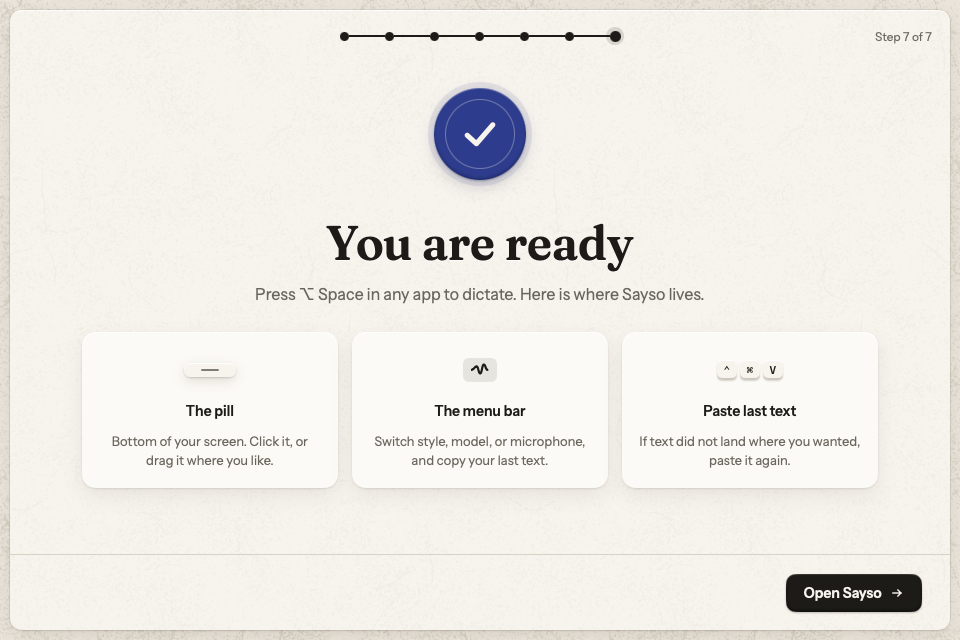 Step 7 of 7
You are ready
Press ⌥ Space in any app to dictate. Here is where Sayso lives.
The pill
Bottom of your screen. Click it, or
drag it where you like.
The menu bar
Switch style, model, or microphone,
and copy your last text.
⌃ ⌘ V
Paste last text
If text did not land where you wanted,
paste it again.
Open Sayso →